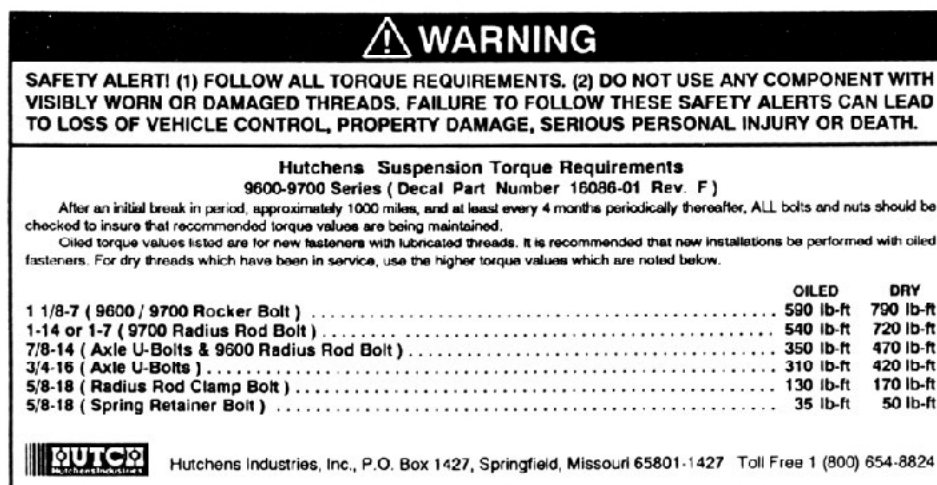 WARNING
SAFETY ALERT! (1) FOLLOW ALL TORQUE REQUIREMENTS. (2) DO NOT USE ANY COMPONENT WITH
VISIBLY WORN OR DAMAGED THREADS. FAILURE TO FOLLOW THESE SAFETY ALERTS CAN LEAD
TO LOSS OF VEHICLE CONTROL, PROPERTY DAMAGE, SERIOUS PERSONAL INJURY OR DEATH.
Hutchens Suspension Torque Requirements
9600-9700 Series ( Decal Part Number 16086-01 Rev. F )
After an initial break in period, approximately 1000 miles, and at least every 4 months periodically thereafter, ALL bolts and nuts should be
checked to insure that recommended torque values are being maintained.
Oiled torque values listed are for new fasteners with lubricated threads. It is recommended that new installations be performed with oiled
fasteners. For dry threads which have been in service, use the higher torque values which are noted below.
OILED DRY
1 1/8-7 ( 9600 / 9700 Rocker Bolt ) 590 lb-ft 790 lb-ft
1-14 or 1-7 ( 9700 Radius Rod Bolt ) 540 lb-ft 720 lb-ft
7/8-14 ( Axle U-Bolts & 9600 Radius Rod Bolt ) 350 lb-ft 470 lb-ft
3/4-16 ( Axle U-Bolts ) 310 lb-ft 420 lb-ft
5/8-18 ( Radius Rod Clamp Bolt ) 130 lb-ft 170 lb-ft
5/8-18 ( Spring Retainer Bolt ) 35 lb-ft 50 lb-ft
HUTCH
Hutchens Industries
Hutchens Industries, Inc., P.O. Box 1427, Springfield, Missouri 65801-1427 Toll Free 1 (800) 654-8824